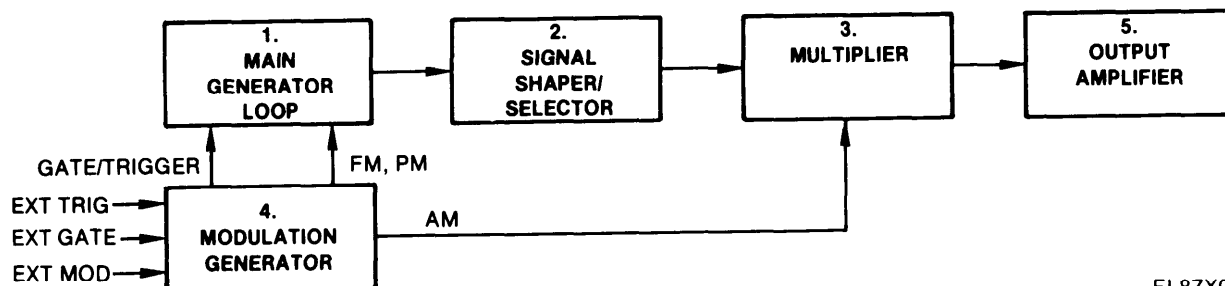 1.
MAIN
GENERATOR
LOOP
2.
SIGNAL
SHAPER/
SELECTOR
3.
MULTIPLIER
5.
OUTPUT
AMPLIFIER
GATE/TRIGGER
FM, PM
EXT TRIG
EXT GATE
EXT MOD
4.
MODULATION
GENERATOR
AM